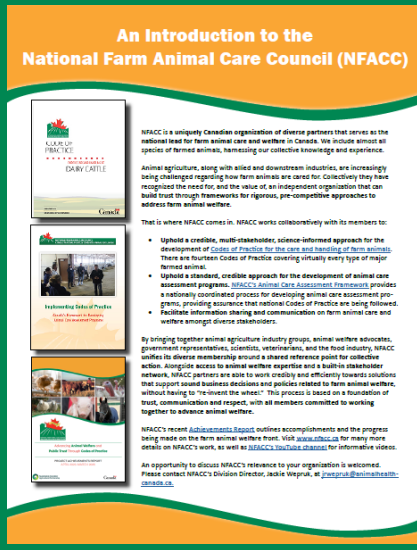 An Introduction to the
National Farm Animal Care Council (NFACC)
CODE OF
PRACTICE
DAIRY CATTLE
Canada
Implementing Codes of Practice
Advancing Animal Welfare and
Public Trust Through Codes of Practice
Canada
NFACC is a uniquely Canadian organization of diverse partners that serves as the
national lead for farm animal care and welfare in Canada. We include almost all
species of farmed animals, harnessing our collective knowledge and experience.
Animal agriculture, along with allied and downstream industries, are increasingly
being challenged regarding how farm animals are cared for. Collectively they have
recognized the need for, and the value of, an independent organization that can
build trust through frameworks for rigorous, pre-competitive approaches to
address farm animal welfare.
That is where NFACC comes in. NFACC works collaboratively with its members to:
• Uphold a credible, multi-stakeholder, science-informed approach for the
development of Codes of Practice for the care and handling of farm animals.
There are fourteen Codes of Practice covering virtually every type of major
farmed animal.
• Uphold a standard, credible approach for the development of animal care
assessment programs. NFACC's Animal Care Assessment Framework provides
a nationally coordinated process for developing animal care assessment pro-
grams, providing assurance that national Codes of Practice are being followed.
• Facilitate information sharing and communication on farm animal care and
welfare amongst diverse stakeholders.
By bringing together animal agriculture industry groups, animal welfare advocates,
government representatives, scientists, veterinarians, and the food industry, NFACC
unifies its diverse membership around a shared reference point for collective
action. Alongside access to animal welfare expertise and a built-in stakeholder
network, NFACC partners are able to work credibly and efficiently towards solutions
that support sound business decisions and policies related to farm animal welfare,
without having to "re-invent the wheel." This process is based on a foundation of
trust, communication and respect, with all members committed to working
together to advance animal welfare.
NFACC's recent Achievements Report outlines accomplishments and the progress
being made on the farm animal welfare front. Visit www.nfacc.ca for many more
details on NFACC's work, as well as NFACC's YouTube channel for informative videos.
An opportunity to discuss NFACC's relevance to your organization is welcomed.
Please contact NFACC's Division Director, Jackie Wepruk, at jrwepruk@animalhealth-
canada.ca.